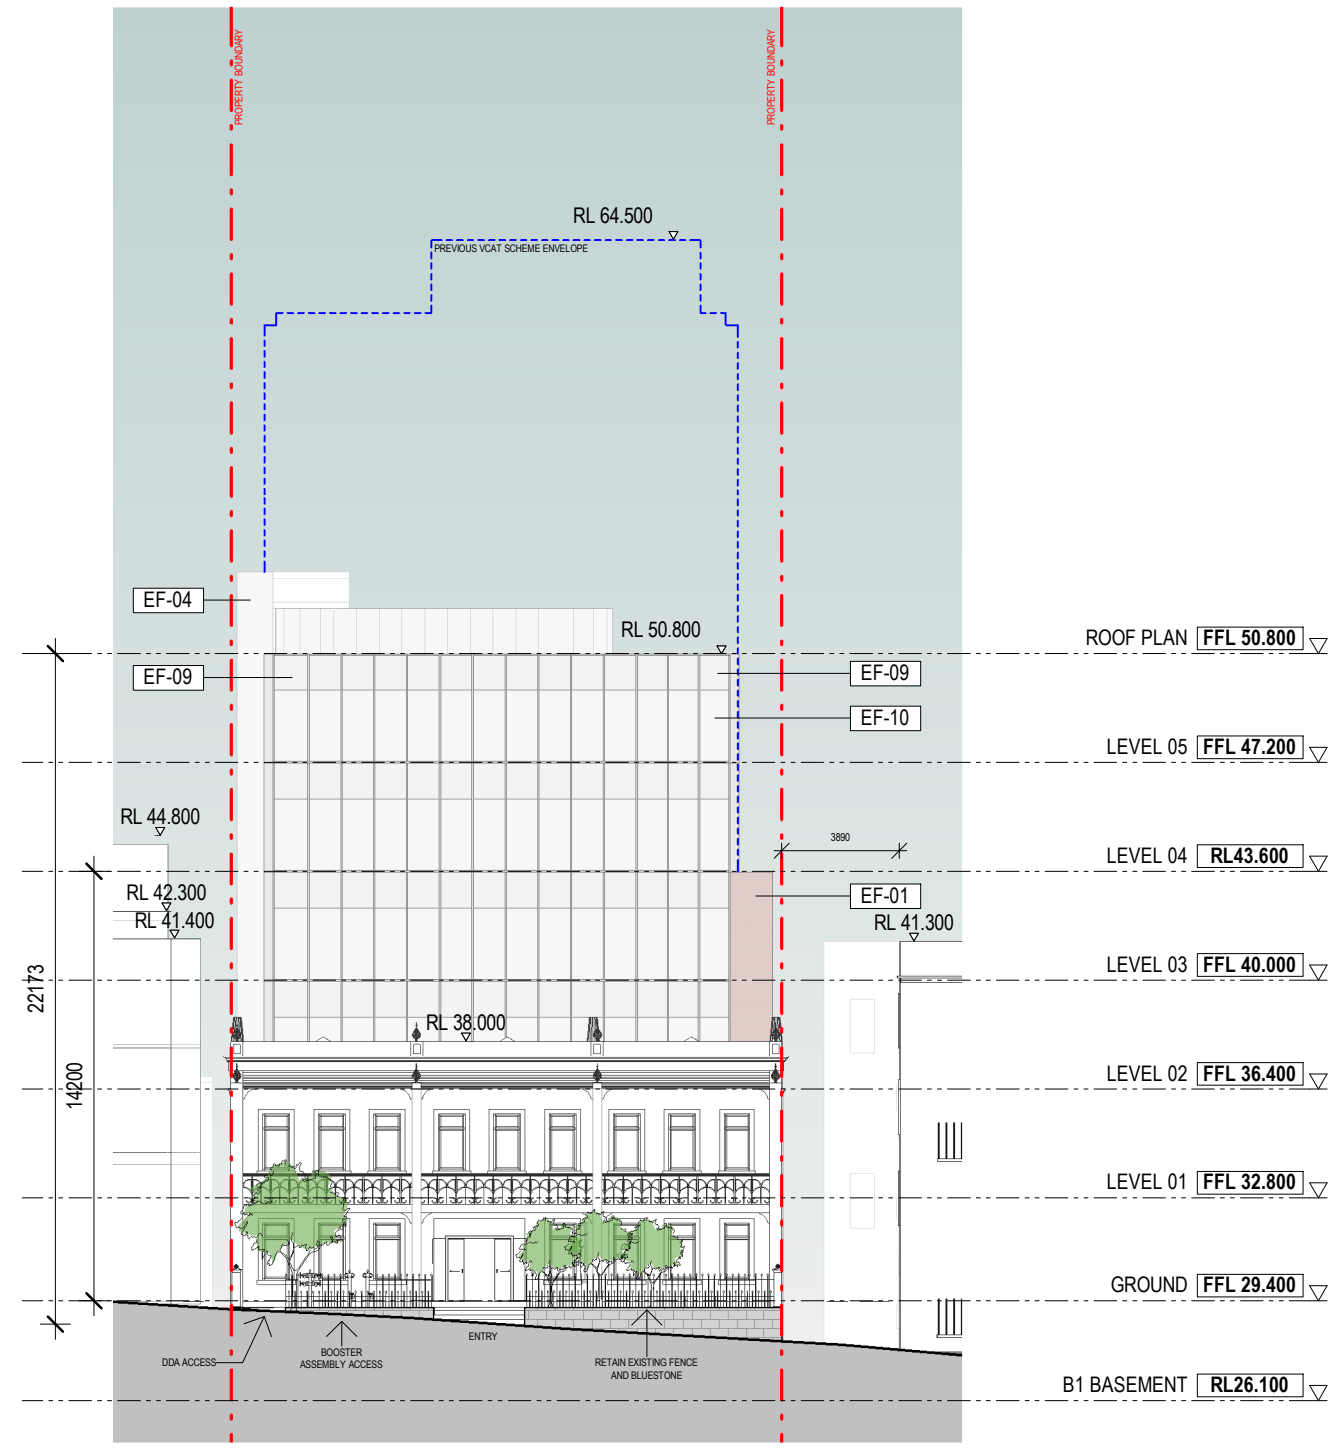 PROPERTY BOUNDARY
PROPERTY BOUNDARY
RL 64.500
PREVIOUS VCAT SCHEME ENVELOPE
EF-04
RL 50.800
ROOF PLAN FFL 50.800
EF-09
EF-09
EF-10
LEVEL 05 FFL 47.200
RL 44.800
3890
LEVEL 04 RL43.600
RL 42.300
EF-01
RL 41.400
RL 41.300
LEVEL 03 FFL 40.000
22173
RL 38.000
14200
LEVEL 02 FFL 36.400
LEVEL 01 FFL 32.800
GROUND FFL 29.400
ENTRY
DDA ACCESS
BOOSTER
ASSEMBLY ACCESS
RETAIN EXISTING FENCE
AND BLUESTONE
B1 BASEMENT RL26.100